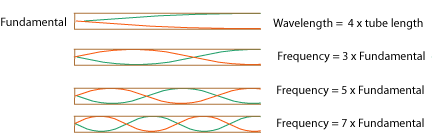 Fundamental Wavelength = 4 x tube length
Frequency = 3 x Fundamental
Frequency = 5 x Fundamental
Frequency = 7 x Fundamental